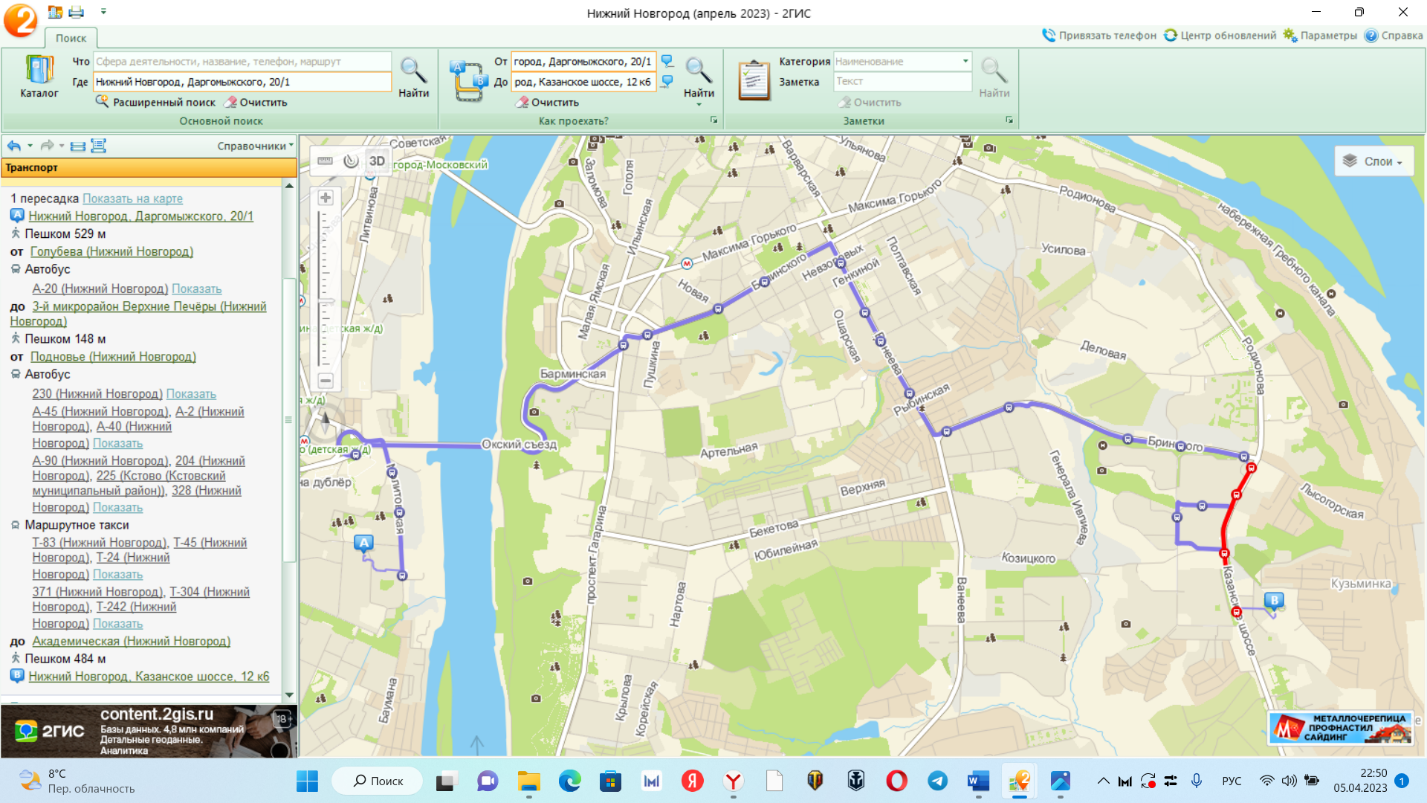 Нижний Новгород (апрель 2023) - 2ГИС
Поиск
Привязать телефон
Центр обновлений
Параметры
Справка
Каталог
Что
Сфера деятельности, название, телефон, маршрут
Где
Нижний Новгород, Даргомыжского, 20/1
Расширенный поиск
Очистить
Найти
Основной поиск
От
город, Даргомыжского, 20/1
До
род, Казанское шоссе, 12 к6
Очистить
Найти
Как проехать?
Категория
Наименование
Заметка
Текст
Очистить
Найти
Заметки
Справочники
Транспорт
1 пересадка Показать на карте
A Нижний Новгород, Даргомыжского, 20/1
Пешком 529 м
от Голубева (Нижний Новгород)
Автобус
А-20 (Нижний Новгород) Показать
до 3-й микрорайон Верхние Печёры (Нижний
Новгород)
Пешком 148 м
от Подновье (Нижний Новгород)
Автобус
230 (Нижний Новгород) Показать
А-45 (Нижний Новгород), А-2 (Нижний
Новгород), А-40 (Нижний
Новгород) Показать
А-90 (Нижний Новгород), 204 (Нижний
Новгород), 225 (Кстово (Кстовский
муниципальный район)), 328 (Нижний
Новгород) Показать
Маршрутное такси
Т-83 (Нижний Новгород), Т-45 (Нижний
Новгород), Т-24 (Нижний
Новгород) Показать
371 (Нижний Новгород), Т-304 (Нижний
Новгород), Т-242 (Нижний
Новгород) Показать
до Академическая (Нижний Новгород)
Пешком 484 м
B Нижний Новгород, Казанское шоссе, 12 к6
2ГИС
content.2gis.ru
Базы данных. 4,8 млн компаний
Детальные геоданные.
Аналитика
18+
3D
Слои
Советская
город-Московский
Литвинова
Заломова
Гоголя
Ильинская
Варварская
Ульянова
Максима Горького
Максима Горького
Родионова
набережная Гребного канала
Усилова
Полтавская
Невзоровых
Генкиной
Белинского
Новая
Малая Ямская
Ошарская
Ванеева
Деловая
Родионова
Пушкина
Барминская
Рыбинская
Окский съезд
Артельная
Бринского
Лысогорская
на дублёр
Верхняя
Генерала Ивлиева
Бекетова
Юбилейная
Козицкого
проспект Гагарина
Нартова
Ванеева
Казанское шоссе
Кузьминка
A
B
Баумана
Крылова
Корейская
МЕТАЛЛОЧЕРЕПИЦА
ПРОФНАСТИЛ
САЙДИНГ
8°C
Пер. облачность
Поиск
РУС
22:50
05.04.2023
1